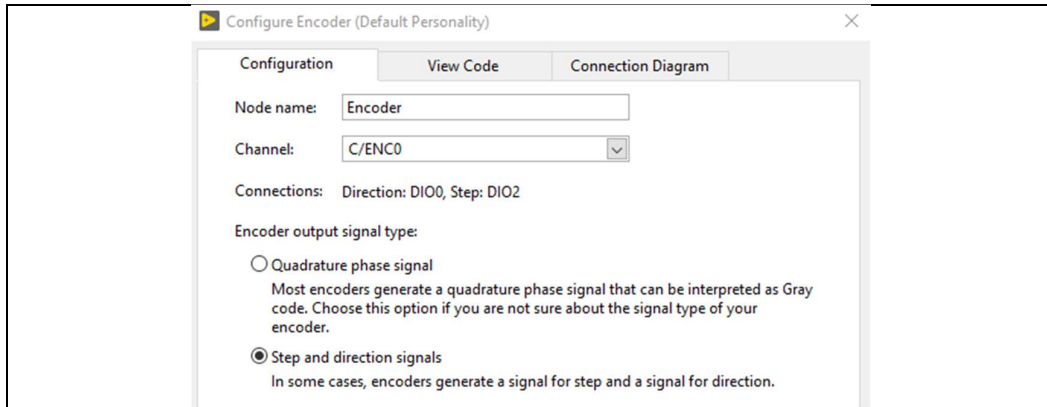 Configure Encoder (Default Personality)
Configuration View Code Connection Diagram
Node name: Encoder
Channel: C/ENC0
Connections: Direction: DIO0, Step: DIO2
Encoder output signal type:
Quadrature phase signal
Most encoders generate a quadrature phase signal that can be interpreted as Gray
code. Choose this option if you are not sure about the signal type of your
encoder.
Step and direction signals
In some cases, encoders generate a signal for step and a signal for direction.